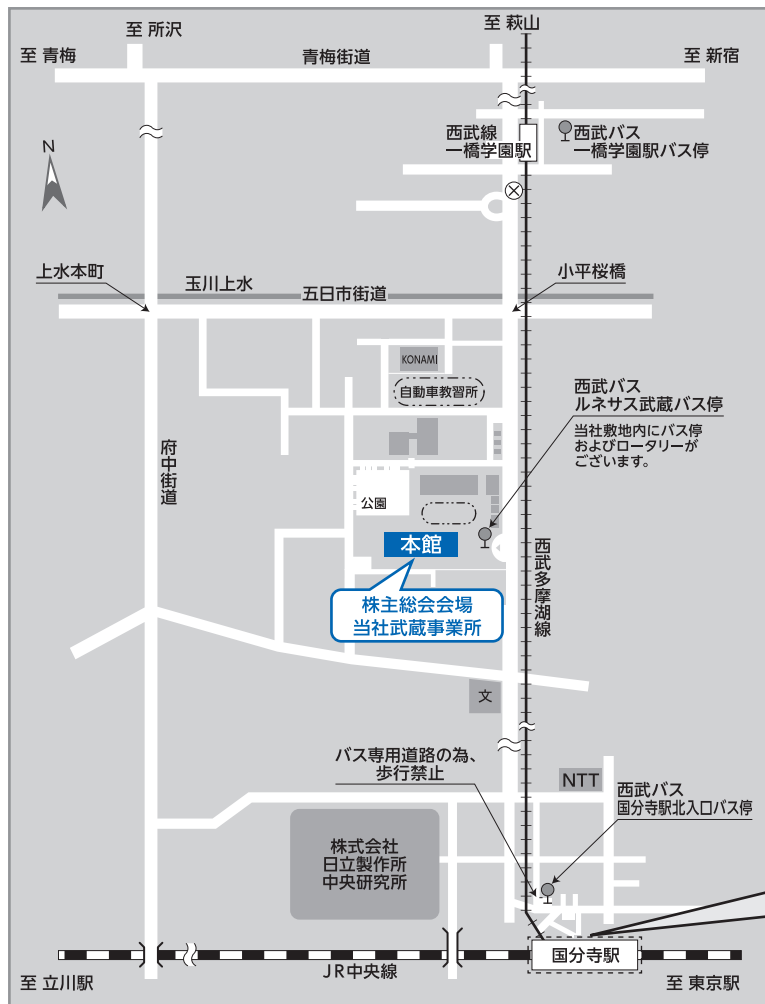 至 萩山
至 所沢
至 青梅
青梅街道
至 新宿
N
西武線
一橋学園駅
西武バス
一橋学園駅バス停
上水本町
玉川上水
五日市街道
小平桜橋
KONAMI
自動車教習所
西武バス
ルネサス武蔵バス停
当社敷地内にバス停
およびロータリーが
ございます。
府中街道
公園
本館
西武多摩湖線
株主総会会場
当社武蔵事業所
文
バス専用道路の為、
歩行禁止
NTT
西武バス
国分寺駅北入口バス停
株式会社
日立製作所
中央研究所
国分寺駅
JR中央線
至 立川駅
至 東京駅